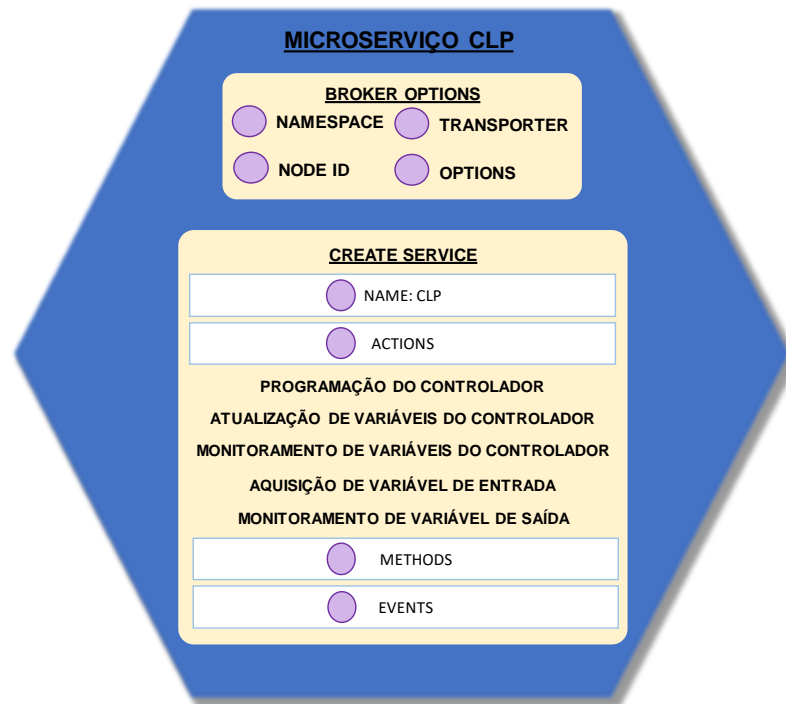 MICROSERVIÇO CLP
BROKER OPTIONS
NAMESPACE
TRANSPORTER
NODE ID
OPTIONS
CREATE SERVICE
NAME: CLP
ACTIONS
PROGRAMAÇÃO DO CONTROLADOR
ATUALIZAÇÃO DE VARIÁVEIS DO CONTROLADOR
MONITORAMENTO DE VARIÁVEIS DO CONTROLADOR
AQUISIÇÃO DE VARIÁVEL DE ENTRADA
MONITORAMENTO DE VARIÁVEL DE SAÍDA
METHODS
EVENTS